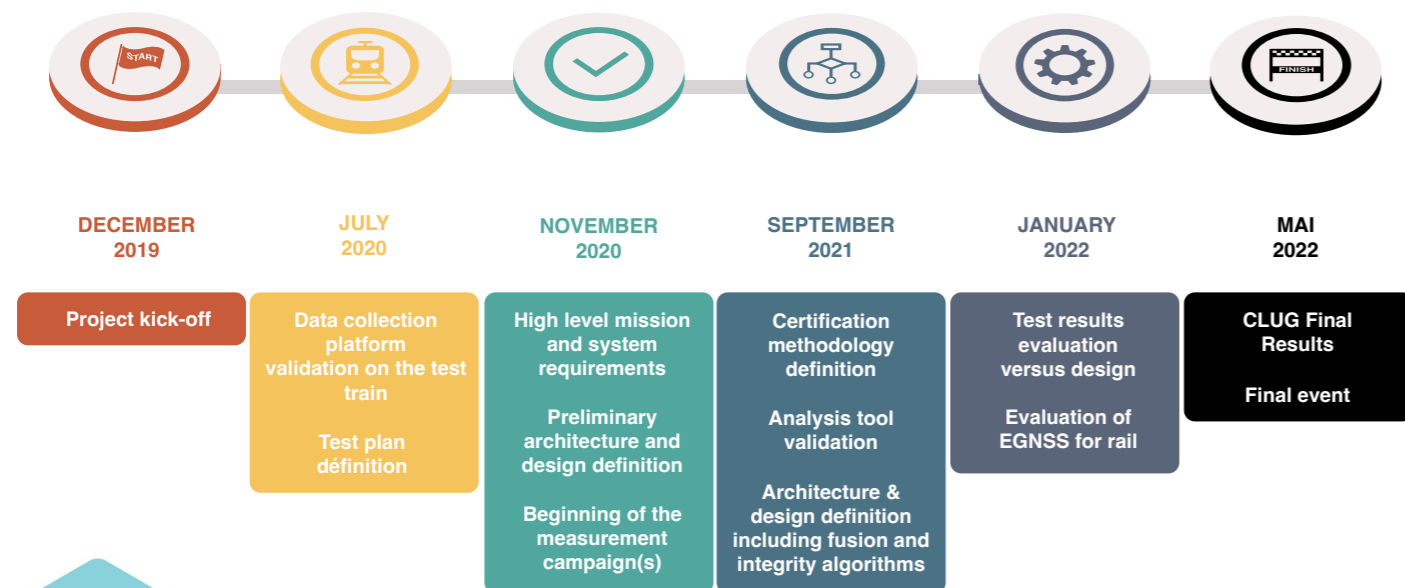 START
FINISH
DECEMBER
2019
JULY
2020
NOVEMBER
2020
SEPTEMBER
2021
JANUARY
2022
MAI
2022
Project kick-off
Data collection
platform
validation on the test
train
Test plan
définition
High level mission
and system
requirements
Preliminary
architecture and
design definition
Beginning of the
measurement
campaign(s)
Certification
methodology
definition
Analysis tool
validation
Architecture &
design definition
including fusion and
integrity algorithms
Test results
evaluation
versus design
Evaluation of
EGNSS for rail
CLUG Final
Results
Final event